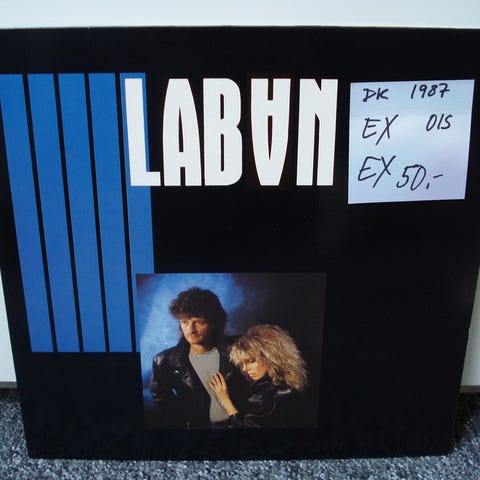 LABAN
DK 1987
EX OIS
EX 50,-